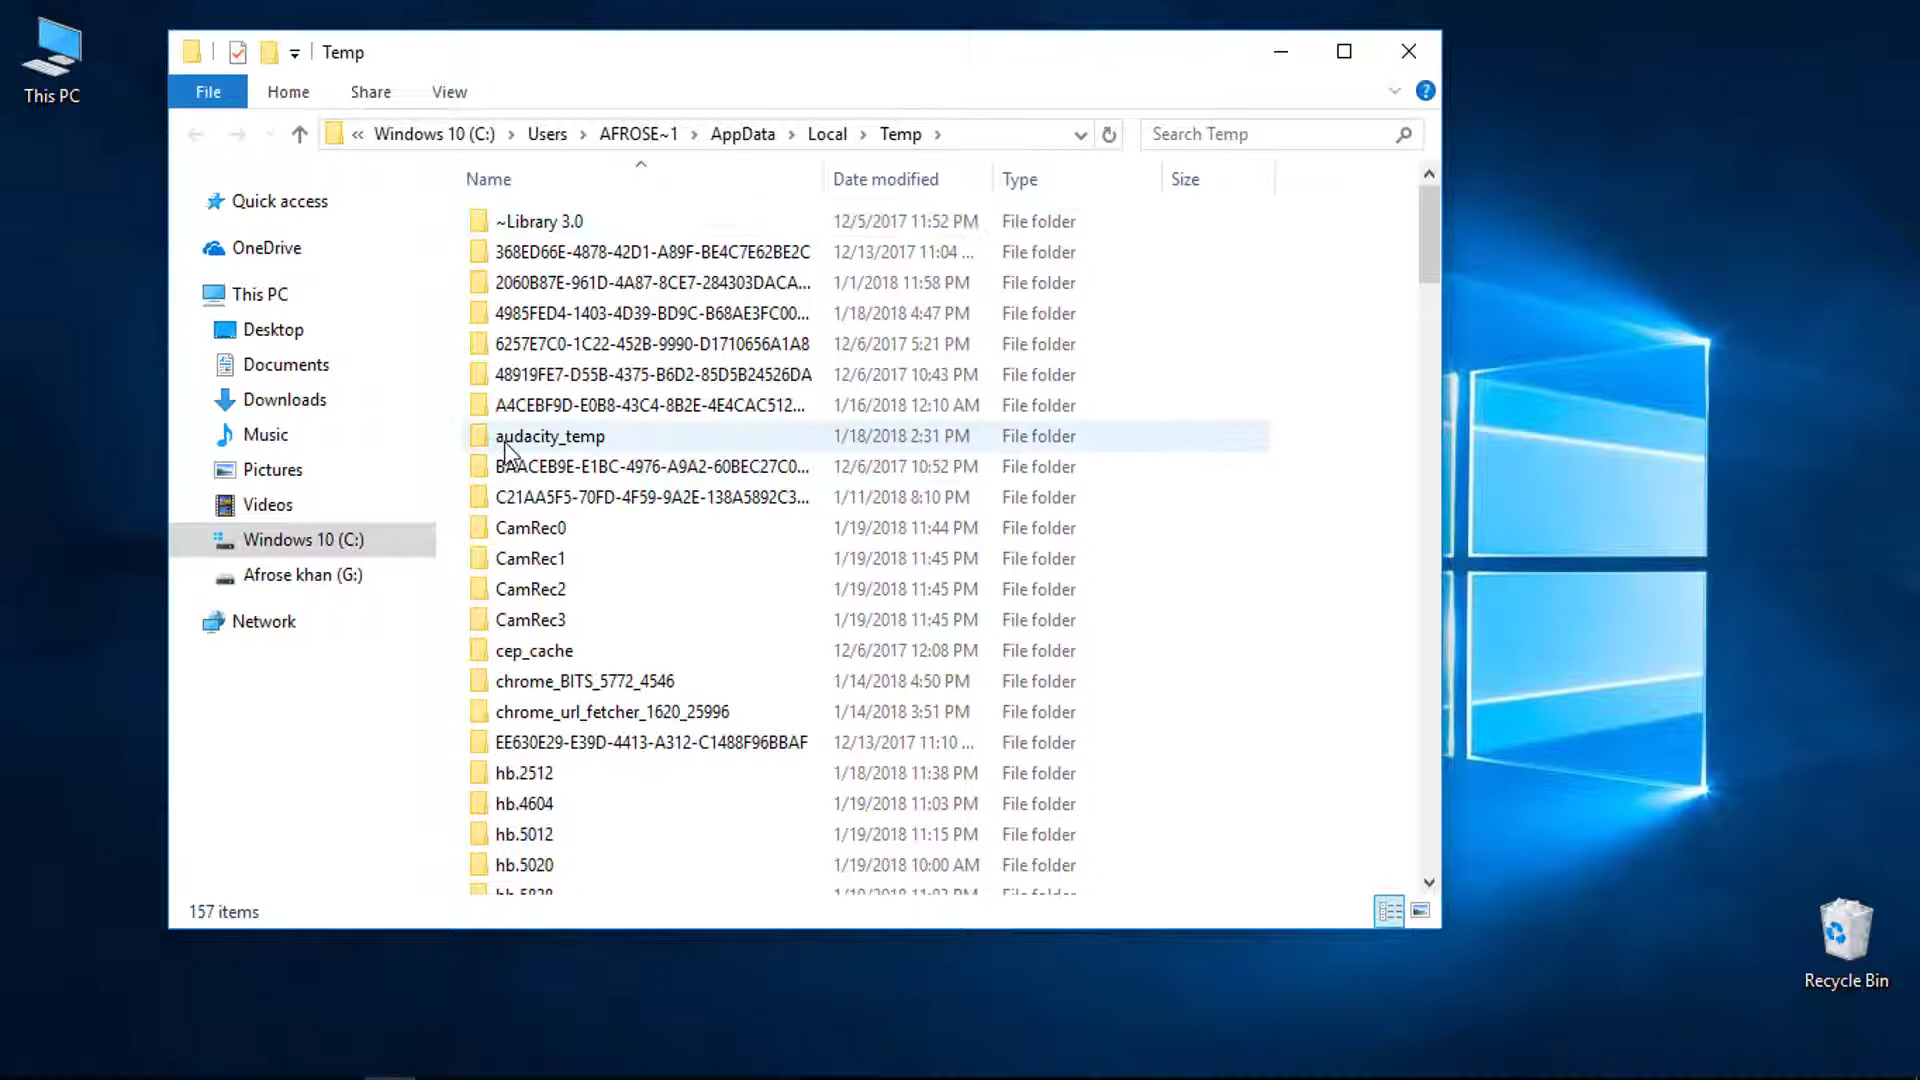 This PC
Temp
File Home Share View
« Windows 10 (C:) › Users › AFROSE~1 › AppData › Local › Temp ›
Search Temp
Quick access
OneDrive
This PC
Desktop
Documents
Downloads
Music
Pictures
Videos
Windows 10 (C:)
Afrose khan (G:)
Network
Name Date modified Type Size
~Library 3.0 12/5/2017 11:52 PM File folder
368ED66E-4878-42D1-A89F-BE4C7E62BE2C 12/13/2017 11:04 ... File folder
2060B87E-961D-4A87-8CE7-284303DACA... 1/1/2018 11:58 PM File folder
4985FED4-1403-4D39-BD9C-B68AE3FC00... 1/18/2018 4:47 PM File folder
6257E7C0-1C22-452B-9990-D1710656A1A8 12/6/2017 5:21 PM File folder
48919FE7-D55B-4375-B6D2-85D5B24526DA 12/6/2017 10:43 PM File folder
A4CEBF9D-E0B8-43C4-8B2E-4E4CAC512... 1/16/2018 12:10 AM File folder
audacity_temp 1/18/2018 2:31 PM File folder
BAACEB9E-E1BC-4976-A9A2-60BEC27C0... 12/6/2017 10:52 PM File folder
C21AA5F5-70FD-4F59-9A2E-138A5892C3... 1/11/2018 8:10 PM File folder
CamRec0 1/19/2018 11:44 PM File folder
CamRec1 1/19/2018 11:45 PM File folder
CamRec2 1/19/2018 11:45 PM File folder
CamRec3 1/19/2018 11:45 PM File folder
cep_cache 12/6/2017 12:08 PM File folder
chrome_BITS_5772_4546 1/14/2018 4:50 PM File folder
chrome_url_fetcher_1620_25996 1/14/2018 3:51 PM File folder
EE630E29-E39D-4413-A312-C1488F96BBAF 12/13/2017 11:10 ... File folder
hb.2512 1/18/2018 11:38 PM File folder
hb.4604 1/19/2018 11:03 PM File folder
hb.5012 1/19/2018 11:15 PM File folder
hb.5020 1/19/2018 10:00 AM File folder
157 items
Recycle Bin